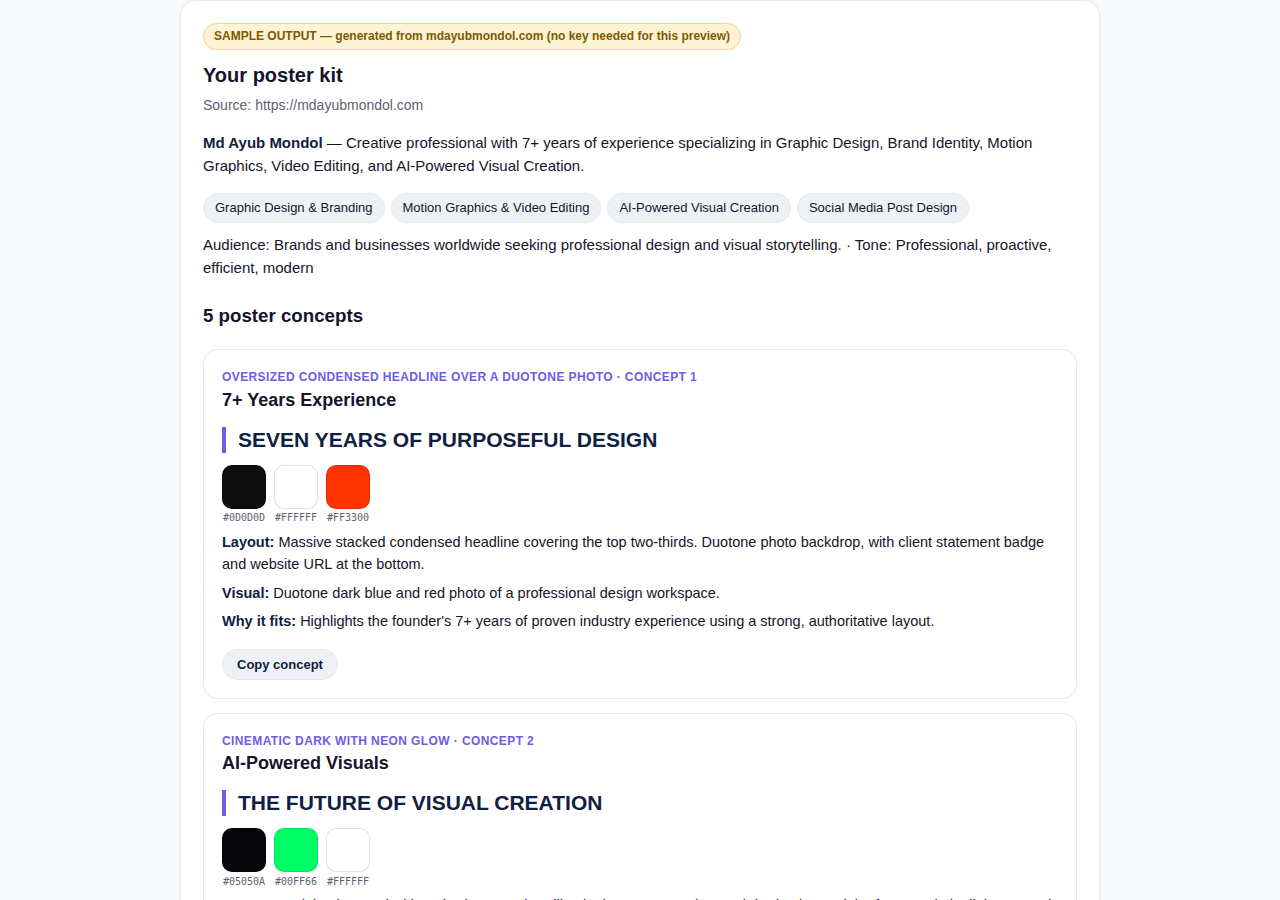 SAMPLE OUTPUT — generated from mdayubmondol.com (no key needed for this preview)
Your poster kit
Source: https://mdayubmondol.com
Md Ayub Mondol — Creative professional with 7+ years of experience specializing in Graphic Design, Brand Identity, Motion
Graphics, Video Editing, and AI-Powered Visual Creation.
Graphic Design & Branding Motion Graphics & Video Editing AI-Powered Visual Creation Social Media Post Design
Audience: Brands and businesses worldwide seeking professional design and visual storytelling. · Tone: Professional, proactive,
efficient, modern
5 poster concepts
OVERSIZED CONDENSED HEADLINE OVER A DUOTONE PHOTO · CONCEPT 1
7+ Years Experience
SEVEN YEARS OF PURPOSEFUL DESIGN
#0D0D0D #FFFFFF #FF3300
Layout: Massive stacked condensed headline covering the top two-thirds. Duotone photo backdrop, with client statement badge
and website URL at the bottom.
Visual: Duotone dark blue and red photo of a professional design workspace.
Why it fits: Highlights the founder's 7+ years of proven industry experience using a strong, authoritative layout.
Copy concept
CINEMATIC DARK WITH NEON GLOW · CONCEPT 2
AI-Powered Visuals
THE FUTURE OF VISUAL CREATION
#05050A #00FF66 #FFFFFF